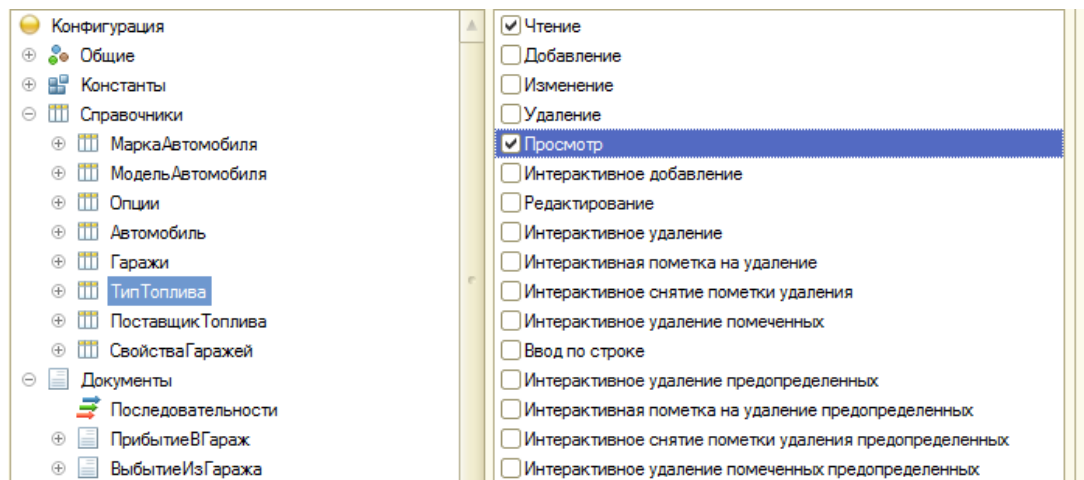 Конфигурация
Общие
Константы
Справочники
МаркаАвтомобиля
МодельАвтомобиля
Опции
Автомобиль
Гаражи
ТипТоплива
ПоставщикТоплива
СвойстваГаражей
Документы
Последовательности
ПрибытиеВГараж
ВыбытиеИзГаража
Чтение
Добавление
Изменение
Удаление
Просмотр
Интерактивное добавление
Редактирование
Интерактивное удаление
Интерактивная пометка на удаление
Интерактивное снятие пометки удаления
Интерактивное удаление помеченных
Ввод по строке
Интерактивное удаление предопределенных
Интерактивная пометка на удаление предопределенных
Интерактивное снятие пометки удаления предопределенных
Интерактивное удаление помеченных предопределенных